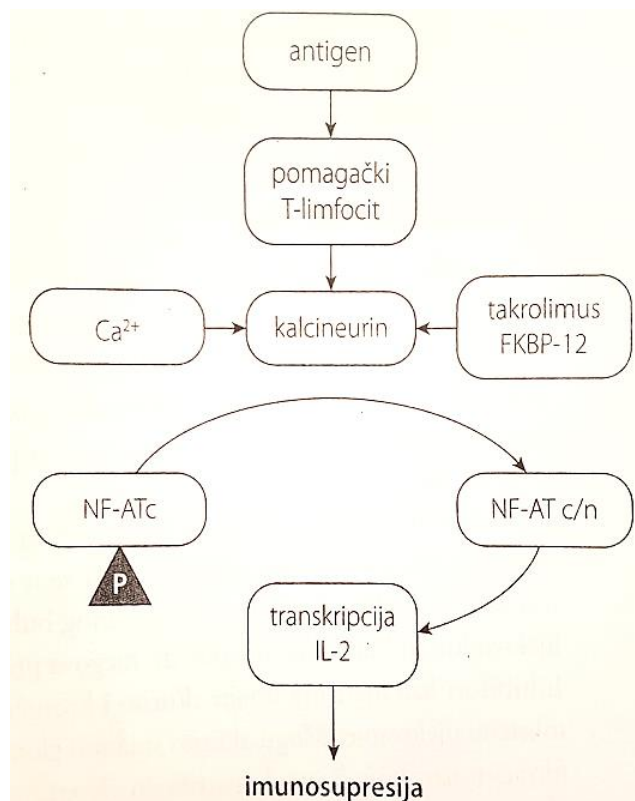 antigen
pomagački
T-limfocit
Ca²⁺
kalcineurin
takrolimus
FKBP-12
NF-ATc
P
NF-AT c/n
transkripcija
IL-2
imunosupresija